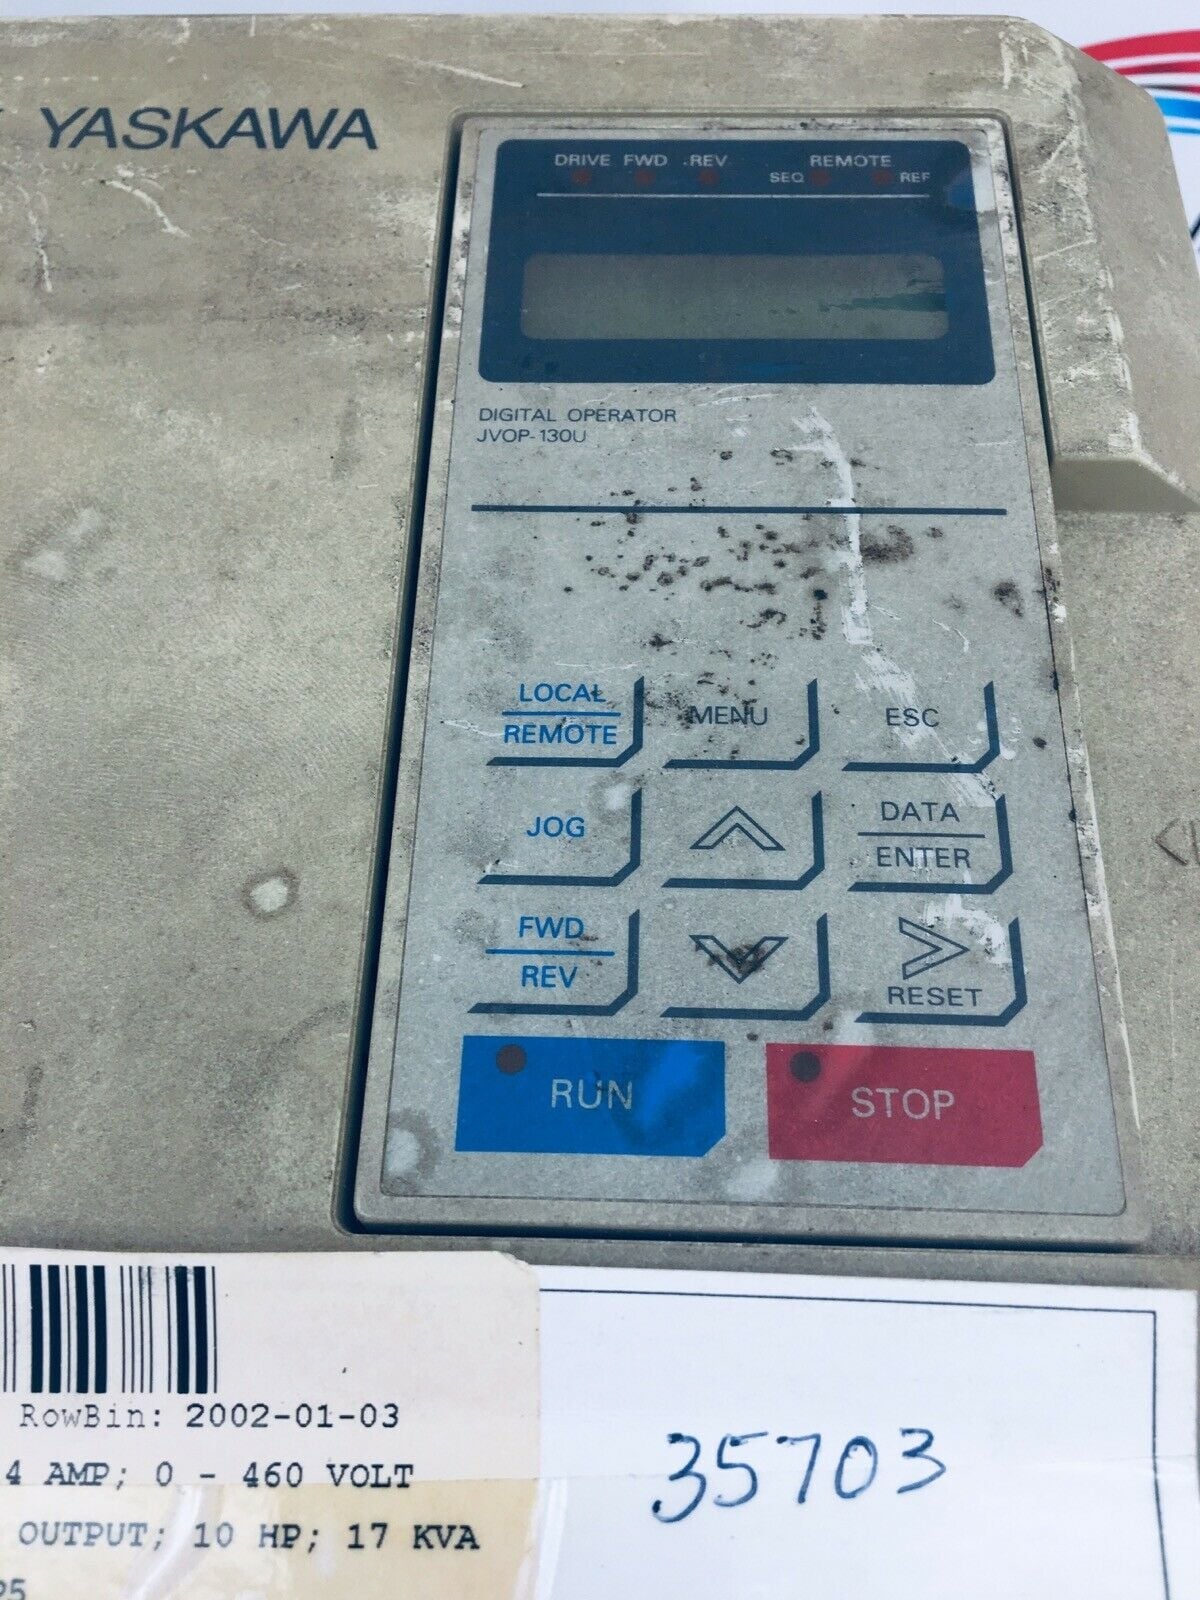 YASKAWA
DRIVE FWD REV REMOTE
SEQ REF
DIGITAL OPERATOR
JVOP-130U
LOCAL
REMOTE
MENU
ESC
JOG
DATA
ENTER
FWD
REV
RESET
RUN
STOP
RowBin: 2002-01-03
4 AMP; 0 - 460 VOLT
OUTPUT; 10 HP; 17 KVA
35703